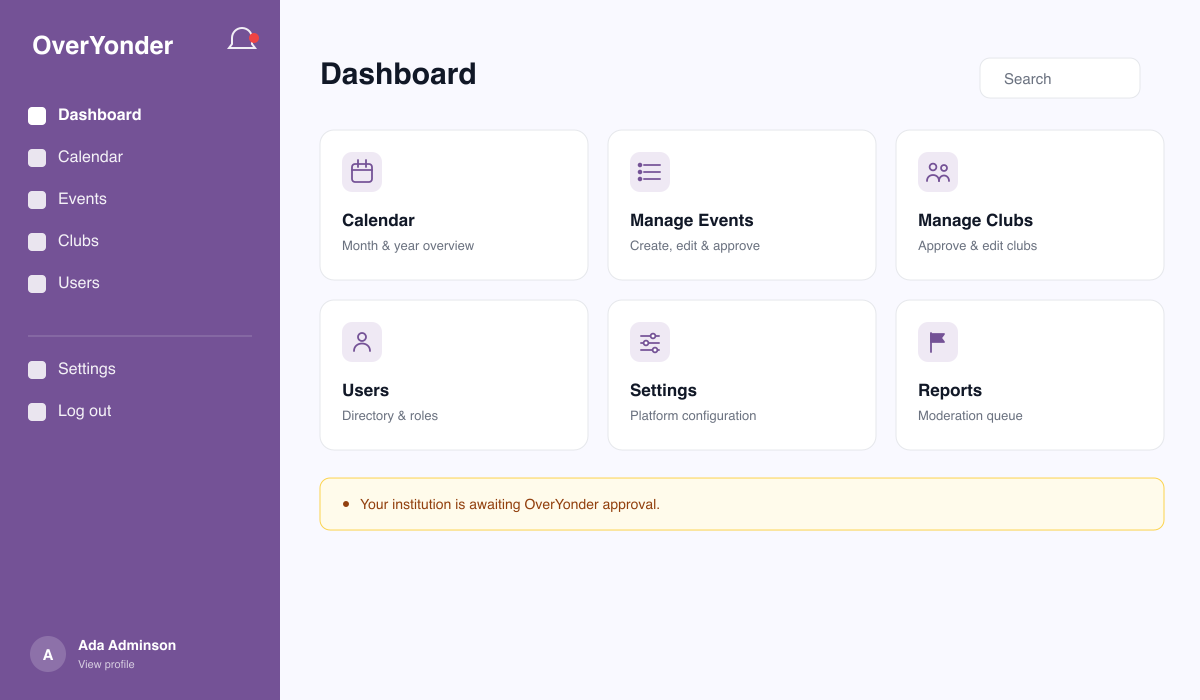 OverYonder
Dashboard
Calendar
Events
Clubs
Users
Settings
Log out
A
Ada Adminson
View profile
Dashboard
Search
Calendar
Month & year overview
Manage Events
Create, edit & approve
Manage Clubs
Approve & edit clubs
Users
Directory & roles
Settings
Platform configuration
Reports
Moderation queue
Your institution is awaiting OverYonder approval.